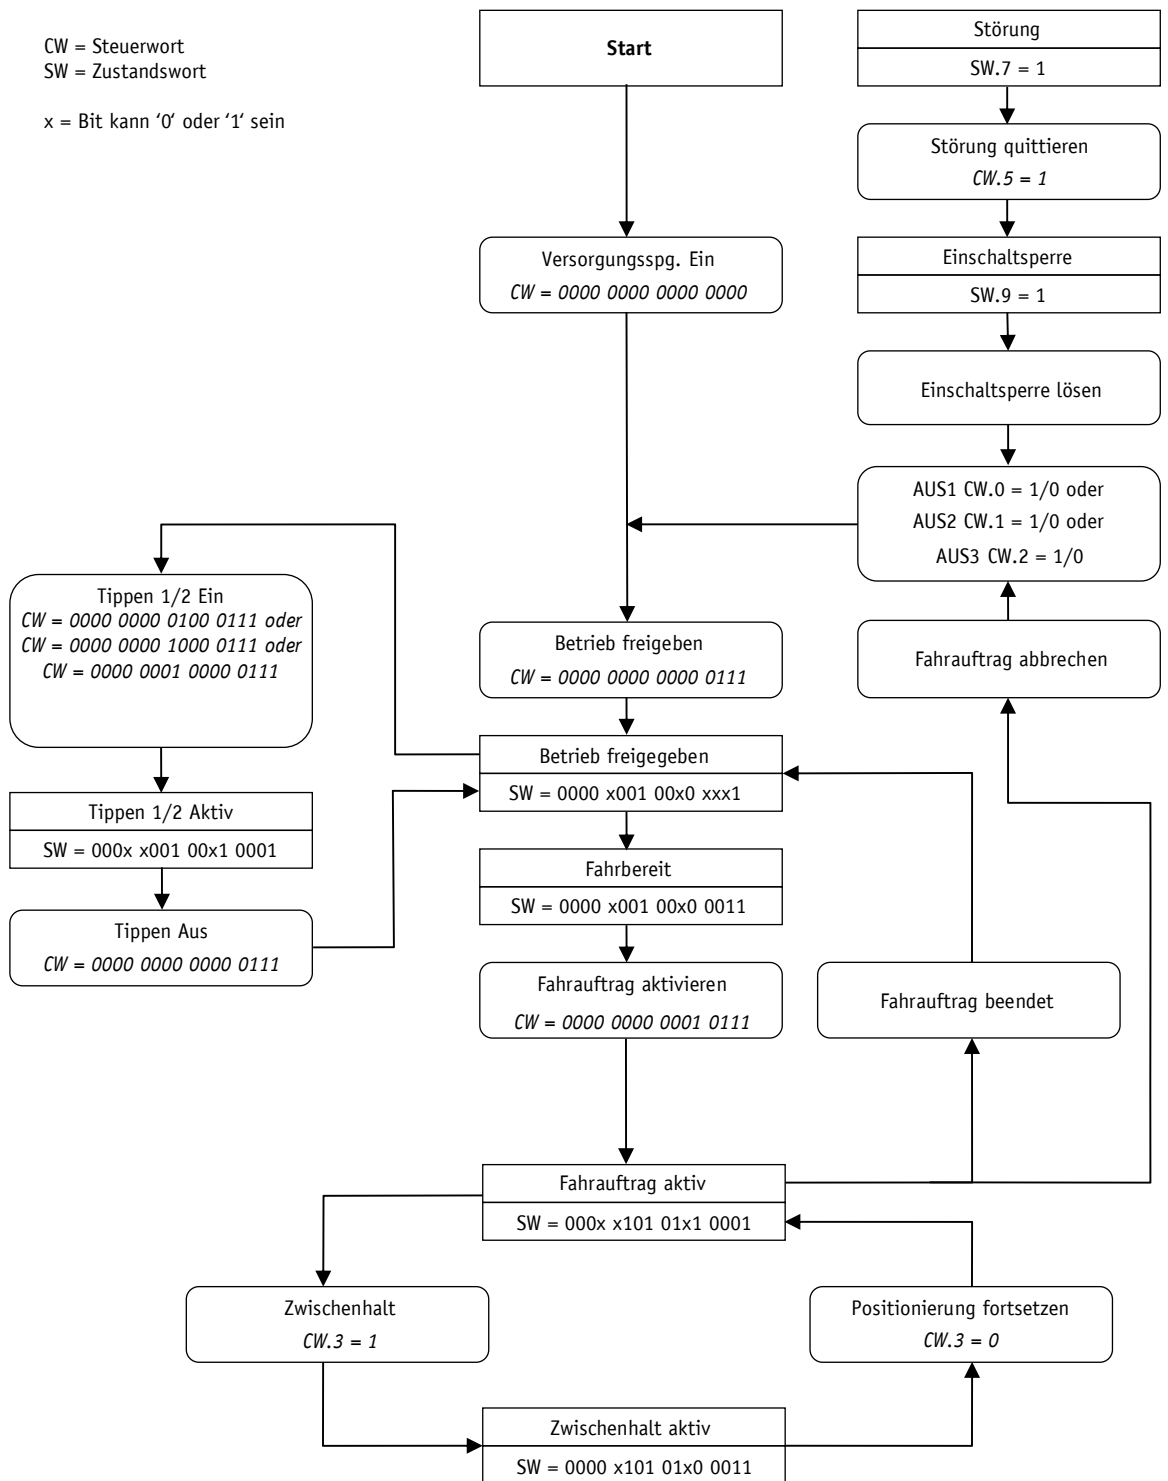 CW = Steuerwort
SW = Zustandswort
x = Bit kann ‘0‘ oder ‘1‘ sein
Start
Störung
SW.7 = 1
Störung quittieren
CW.5 = 1
Versorgungsspg. Ein
CW = 0000 0000 0000 0000
Einschaltsperre
SW.9 = 1
Einschaltsperre lösen
AUS1 CW.0 = 1/0 oder
AUS2 CW.1 = 1/0 oder
AUS3 CW.2 = 1/0
Tippen 1/2 Ein
CW = 0000 0000 0100 0111 oder
CW = 0000 0000 1000 0111 oder
CW = 0000 0001 0000 0111
Betrieb freigeben
CW = 0000 0000 0000 0111
Fahrauftrag abbrechen
Betrieb freigegeben
SW = 0000 x001 00x0 xxx1
Tippen 1/2 Aktiv
SW = 000x x001 00x1 0001
Fahrbereit
SW = 0000 x001 00x0 0011
Tippen Aus
CW = 0000 0000 0000 0111
Fahrauftrag aktivieren
CW = 0000 0000 0001 0111
Fahrauftrag beendet
Fahrauftrag aktiv
SW = 000x x101 01x1 0001
Zwischenhalt
CW.3 = 1
Positionierung fortsetzen
CW.3 = 0
Zwischenhalt aktiv
SW = 0000 x101 01x0 0011